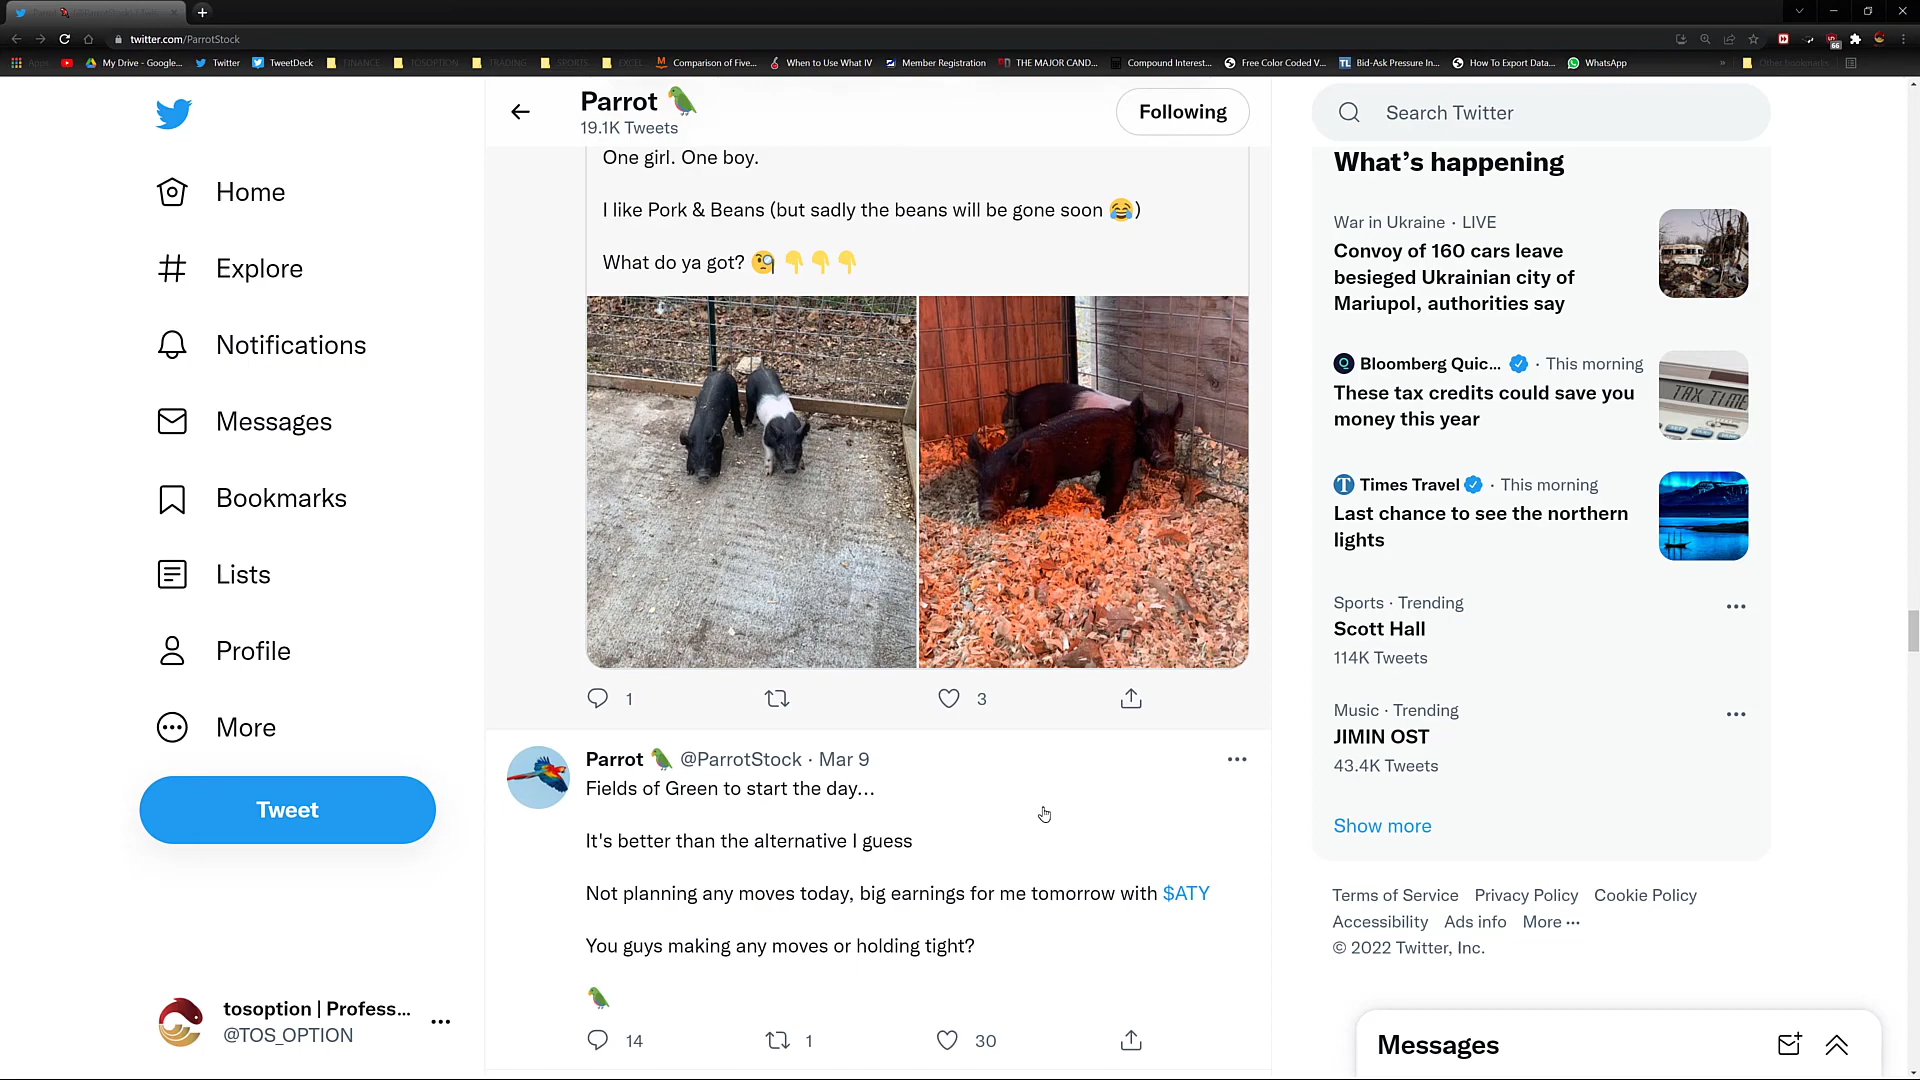 twitter.com/ParrotStock
Apps
My Drive - Google...
Twitter
TweetDeck
FINANCE
TOSOPTION
TRADING
SPORTS
EXCEL
Comparison of Five...
When to Use What IV
Member Registration
THE MAJOR CAND...
Compound Interest...
Free Color Coded V...
Bid-Ask Pressure In...
How To Export Data...
WhatsApp
»
Other bookmarks
Home
Explore
Notifications
Messages
Bookmarks
Lists
Profile
More
Tweet
tosoption | Profess...
@TOS_OPTION
Parrot 🦜
19.1K Tweets
Following
One girl. One boy.
I like Pork & Beans (but sadly the beans will be gone soon 😂)
What do ya got? 🧐 👇👇👇
1
3
Parrot 🦜 @ParrotStock · Mar 9
Fields of Green to start the day…
It's better than the alternative I guess
Not planning any moves today, big earnings for me tomorrow with $ATY
You guys making any moves or holding tight?
🦜
14
1
30
Search Twitter
What's happening
War in Ukraine · LIVE
Convoy of 160 cars leave
besieged Ukrainian city of
Mariupol, authorities say
Bloomberg Quic... · This morning
These tax credits could save you
money this year
TAX TIME
Times Travel · This morning
Last chance to see the northern
lights
Sports · Trending
Scott Hall
114K Tweets
Music · Trending
JIMIN OST
43.4K Tweets
Show more
Terms of Service Privacy Policy Cookie Policy
Accessibility Ads info More ···
© 2022 Twitter, Inc.
Messages